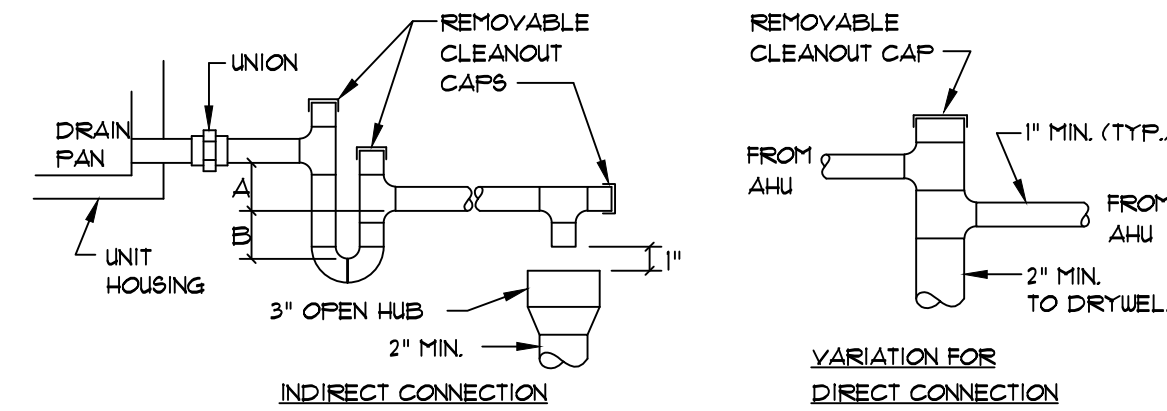 REMOVABLE
CLEANOUT
CAPS
UNION
DRAIN
PAN
A
B
UNIT
HOUSING
1"
3" OPEN HUB
2" MIN.
INDIRECT CONNECTION
REMOVABLE
CLEANOUT CAP
1" MIN. (TYP.
FROM
AHU
FROM
AHU
2" MIN.
TO DRYWEL
VARIATION FOR
DIRECT CONNECTION